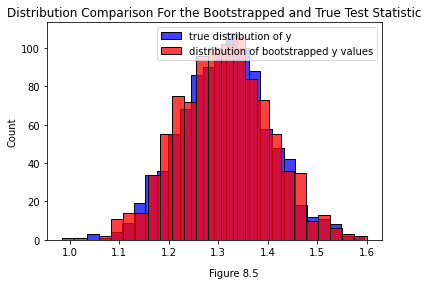 Distribution Comparison For the Bootstrapped and True Test Statistic
true distribution of y
distribution of bootstrapped y values
Count
100
80
60
40
20
0
1.0 1.1 1.2 1.3 1.4 1.5 1.6
Figure 8.5